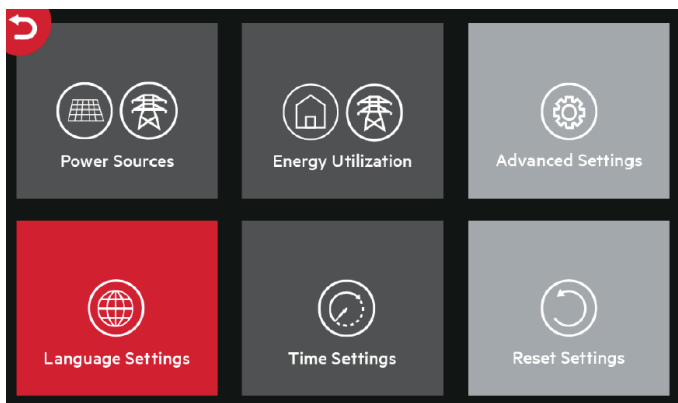 Power Sources
Energy Utilization
Advanced Settings
Language Settings
Time Settings
Reset Settings